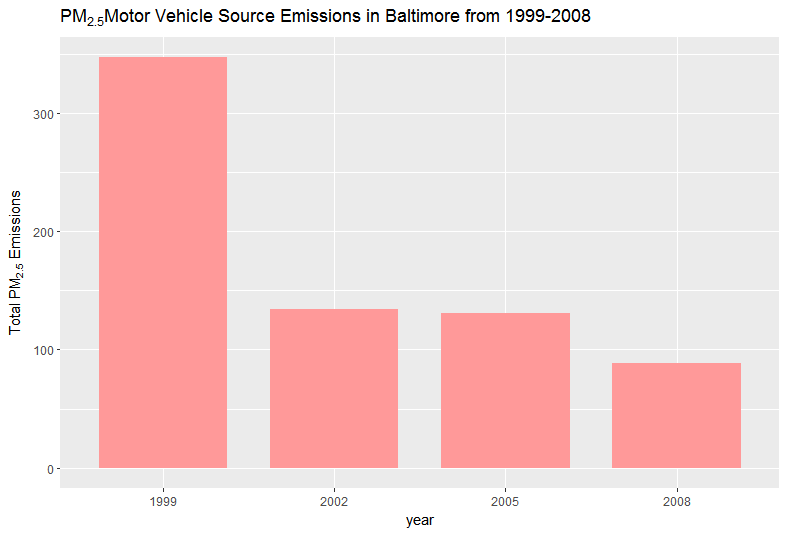 PM2.5Motor Vehicle Source Emissions in Baltimore from 1999-2008
Total PM2.5 Emissions
300
200
100
0
1999 2002 2005 2008
year